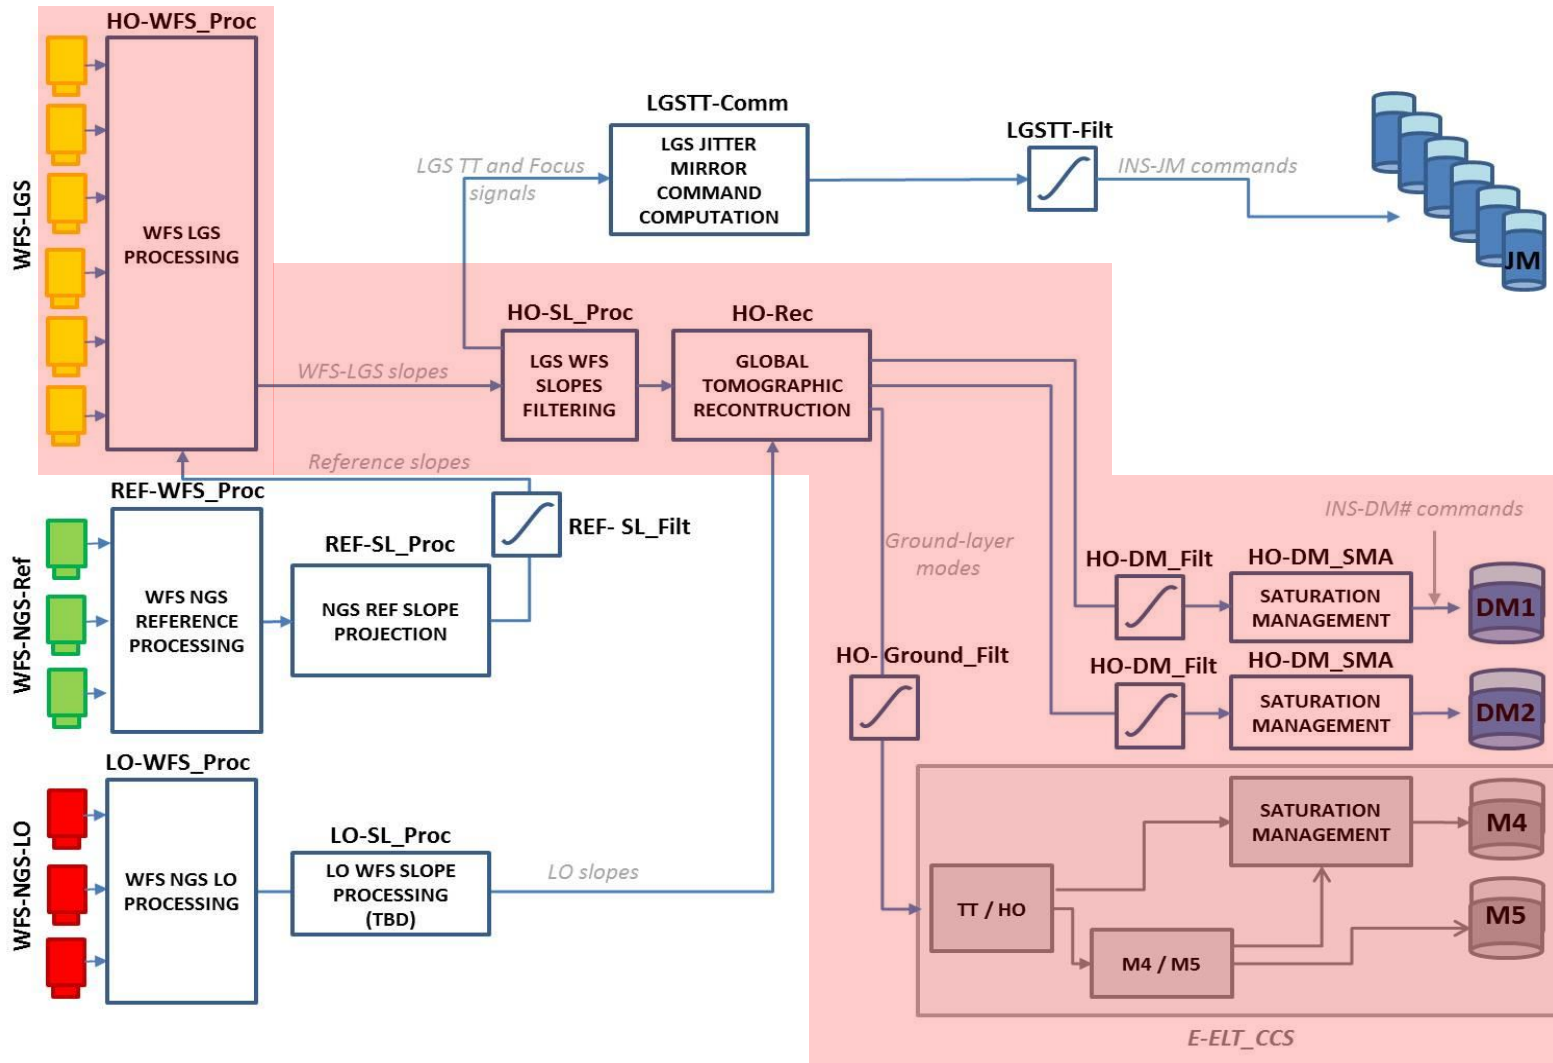 HO-WFS_Proc
WFS-LGS
WFS LGS
PROCESSING
LGSTT-Comm
LGS JITTER
MIRROR
COMMAND
COMPUTATION
LGS TT and Focus
signals
LGSTT-Filt
INS-JM commands
JM
HO-SL_Proc
LGS WFS
SLOPES
FILTERING
WFS-LGS slopes
HO-Rec
GLOBAL
TOMOGRAPHIC
RECONTRUCTION
Reference slopes
REF-WFS_Proc
WFS-NGS-Ref
WFS NGS
REFERENCE
PROCESSING
REF-SL_Proc
NGS REF SLOPE
PROJECTION
REF- SL_Filt
Ground-layer
modes
INS-DM# commands
HO-DM_Filt
HO-DM_SMA
SATURATION
MANAGEMENT
DM1
HO- Ground_Filt
HO-DM_Filt
HO-DM_SMA
SATURATION
MANAGEMENT
DM2
LO-WFS_Proc
WFS-NGS-LO
WFS NGS LO
PROCESSING
LO-SL_Proc
LO WFS SLOPE
PROCESSING
(TBD)
LO slopes
SATURATION
MANAGEMENT
M4
TT / HO
M5
M4 / M5
E-ELT_CCS